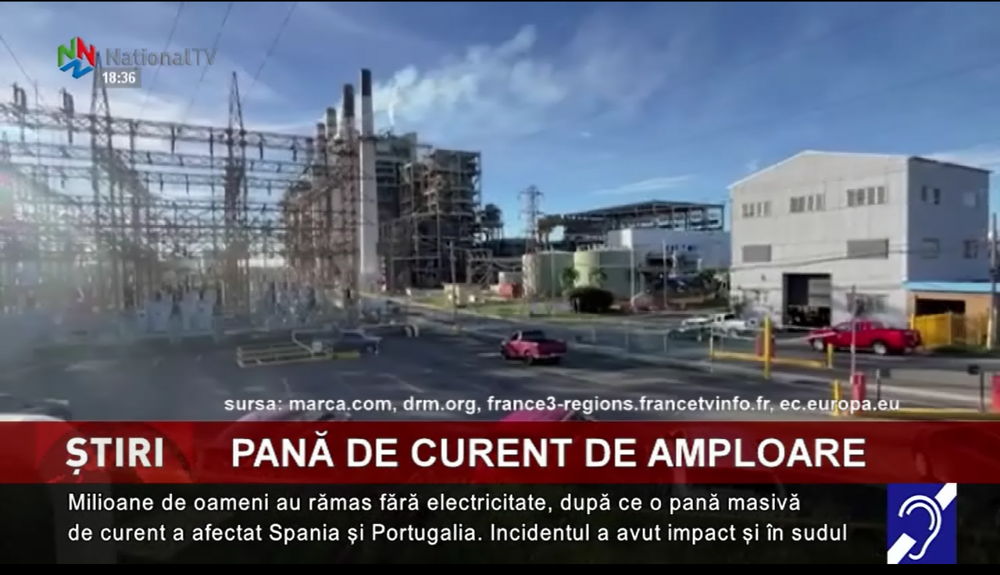 NaționalTV
18:36
sursa: marca.com, drm.org, france3-regions.francetvinfo.fr, ec.europa.eu
ȘTIRI
PANĂ DE CURENT DE AMPLOARE
Milioane de oameni au rămas fără electricitate, după ce o pană masivă
de curent a afectat Spania și Portugalia. Incidentul a avut impact și în sudul